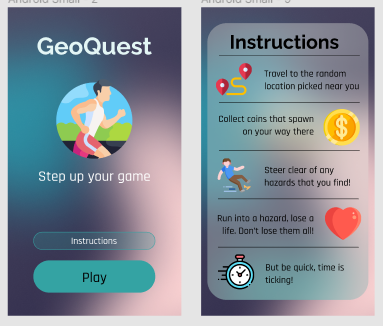 Android Small - 2
Android Small - 3
GeoQuest
Step up your game
Instructions
Play
Instructions
Travel to the random
location picked near you
Collect coins that spawn
on your way there
Steer clear of any
hazards that you find!
Run into a hazard, lose a
life. Don't lose them all!
But be quick, time is
ticking!